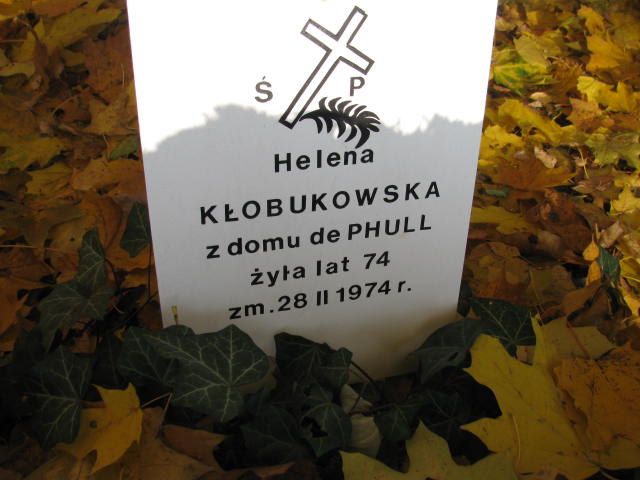 Ś P
Helena
KŁOBUKOWSKA
z domu de PHULL
żyła lat 74
zm. 28 II 1974 r.